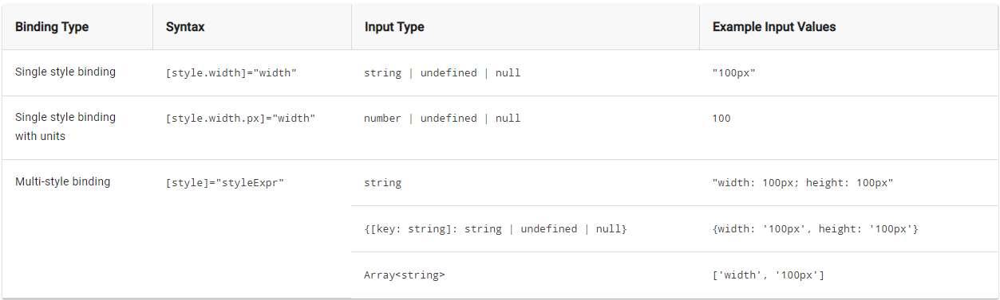 Binding Type Syntax Input Type Example Input Values
Single style binding [style.width]="width" string | undefined | null "100px"
Single style binding [style.width.px]="width" number | undefined | null 100
with units
Multi-style binding [style]="styleExpr" string "width: 100px; height: 100px"
{[key: string]: string | undefined | null} {width: '100px', height: '100px'}
Array<string> ['width', '100px']